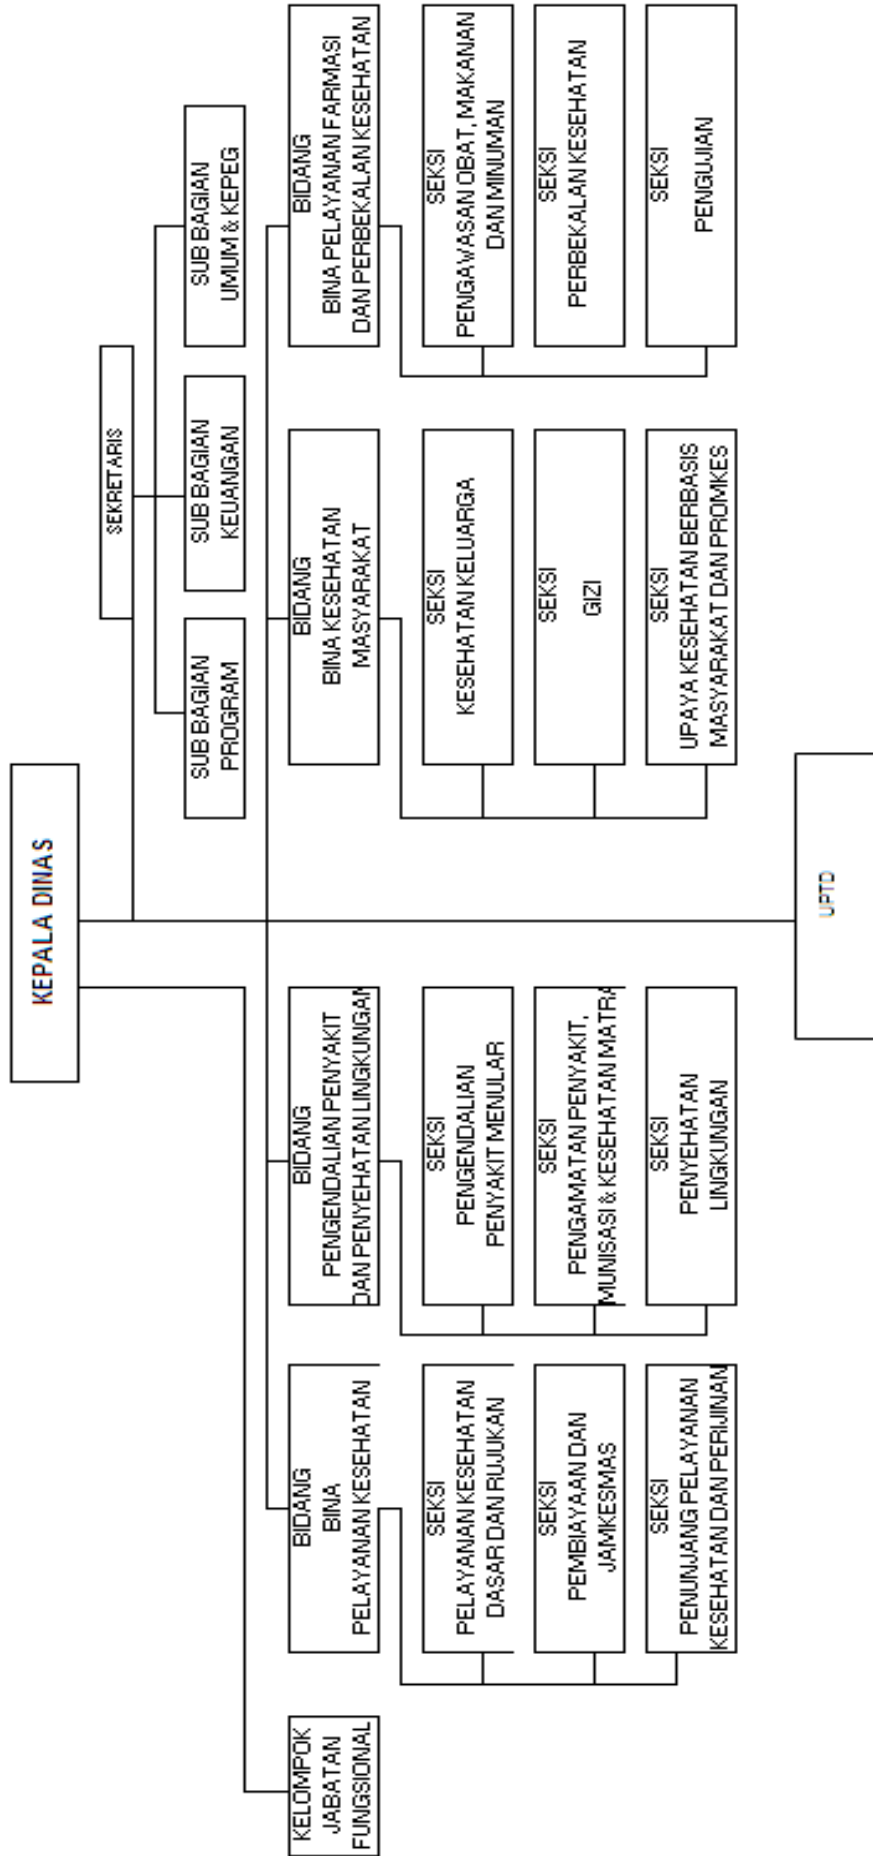 KEPALA DINAS
SEKRETARIS
SUB BAGIAN
PROGRAM
SUB BAGIAN
KEUANGAN
SUB BAGIAN
UMUM & KEPEG
KELOMPOK
JABATAN
FUNGSIONAL
BIDANG
BINA
PELAYANAN KESEHATAN
BIDANG
PENGENDALIAN PENYAKIT
DAN PENYEHATAN LINGKUNGAN
BIDANG
BINA KESEHATAN
MASYARAKAT
BIDANG
BINA PELAYANAN FARMASI
DAN PERBEKALAN KESEHATAN
SEKSI
PELAYANAN KESEHATAN
DASAR DAN RUJUKAN
SEKSI
PENGENDALIAN
PENYAKIT MENULAR
SEKSI
KESEHATAN KELUARGA
SEKSI
PENGAWASAN OBAT, MAKANAN
DAN MINUMAN
SEKSI
PEMBIAYAAN DAN
JAMKESMAS
SEKSI
PENGAMATAN PENYAKIT,
MUNISASI & KESEHATAN MATRA
SEKSI
GIZI
SEKSI
PERBEKALAN KESEHATAN
SEKSI
PENUNJANG PELAYANAN
KESEHATAN DAN PERIJINAN
SEKSI
PENYEHATAN
LINGKUNGAN
SEKSI
UPAYA KESEHATAN BERBASIS
MASYARAKAT DAN PROMKES
SEKSI
PENGUJIAN
UPTD